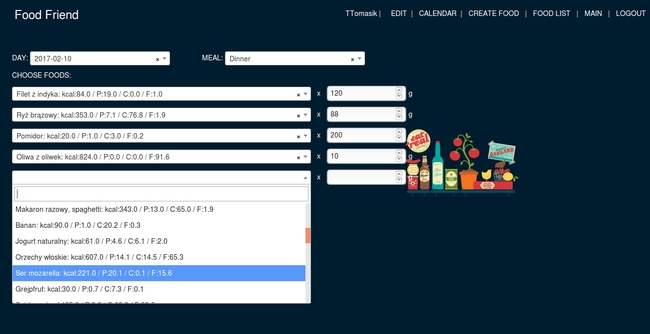 Food Friend
TTomasik | EDIT | CALENDAR | CREATE FOOD | FOOD LIST | MAIN | LOGOUT
DAY: 2017-02-10 × MEAL: Dinner ×
CHOOSE FOODS:
Filet z indyka: kcal:84.0 / P:19.0 / C:0.0 / F:1.0 × x 120 g
Ryż brązowy: kcal:353.0 / P:7.1 / C:76.8 / F:1.9 × x 88 g
Pomidor: kcal:20.0 / P:1.0 / C:3.0 / F:0.2 × x 200
Oliwa z oliwek: kcal:824.0 / P:0.0 / C:0.0 / F:91.6 × x 10 g
x g
eat real
Makaron razowy, spaghetti: kcal:343.0 / P:13.0 / C:65.0 / F:1.9
Banan: kcal:90.0 / P:1.0 / C:20.2 / F:0.3
Jogurt naturalny: kcal:61.0 / P:4.6 / C:6.1 / F:2.0
Orzechy włoskie: kcal:607.0 / P:14.1 / C:14.5 / F:65.3
Ser mozarella: kcal:221.0 / P:20.1 / C:0.1 / F:15.6
Grejpfrut: kcal:30.0 / P:0.7 / C:7.3 / F:0.1